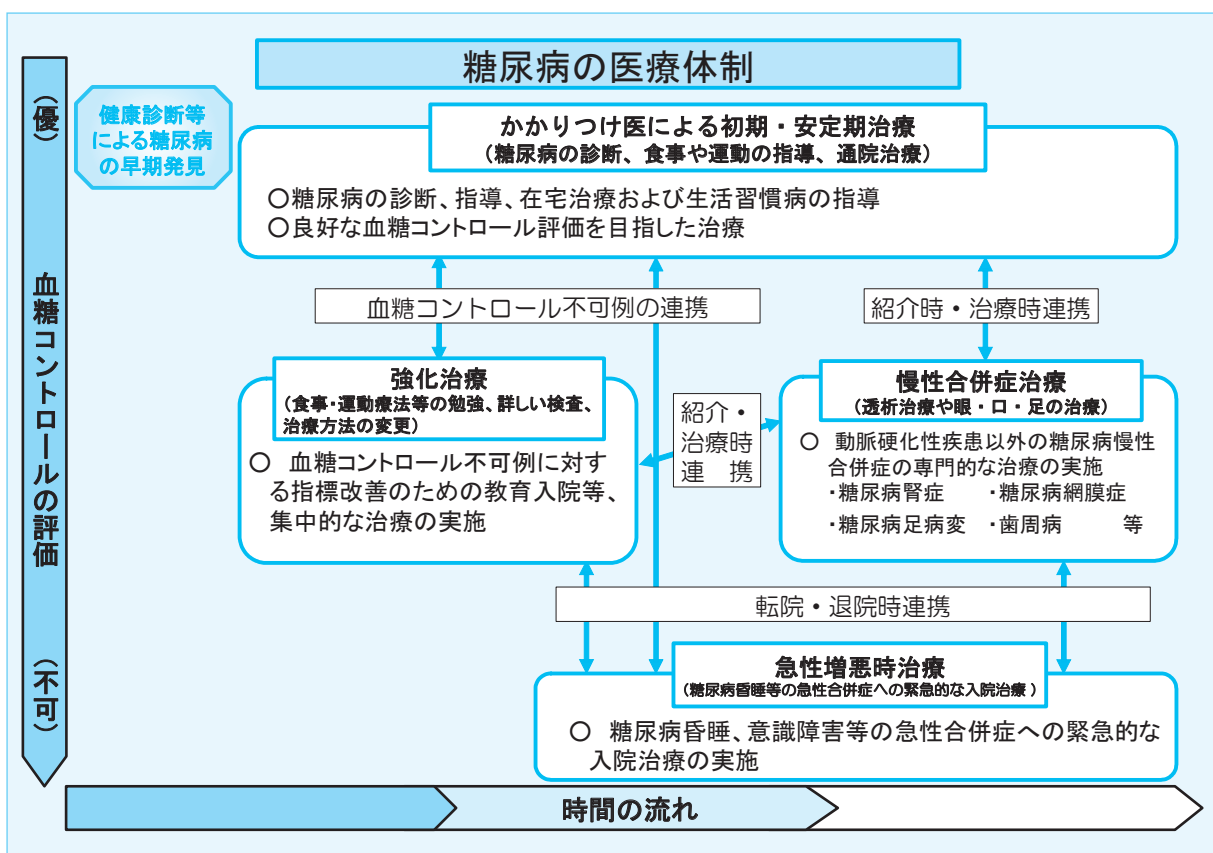 糖尿病の医療体制
(優)
血糖コントロールの評価
(不可)
健康診断等
による糖尿病
の早期発見
かかりつけ医による初期・安定期治療
(糖尿病の診断、食事や運動の指導、通院治療)
○糖尿病の診断、指導、在宅治療および生活習慣病の指導
○良好な血糖コントロール評価を目指した治療
血糖コントロール不可例の連携
紹介時・治療時連携
強化治療
(食事・運動療法等の勉強、詳しい検査、
治療方法の変更)
○ 血糖コントロール不可例に対す
る指標改善のための教育入院等、
集中的な治療の実施
紹介・
治療時
連 携
慢性合併症治療
(透析治療や眼・口・足の治療)
○ 動脈硬化性疾患以外の糖尿病慢性
合併症の専門的な治療の実施
・糖尿病腎症 ・糖尿病網膜症
・糖尿病足病変 ・歯周病 等
転院・退院時連携
急性増悪時治療
(糖尿病昏睡等の急性合併症への緊急的な入院治療)
○ 糖尿病昏睡、意識障害等の急性合併症への緊急的な
入院治療の実施
時間の流れ